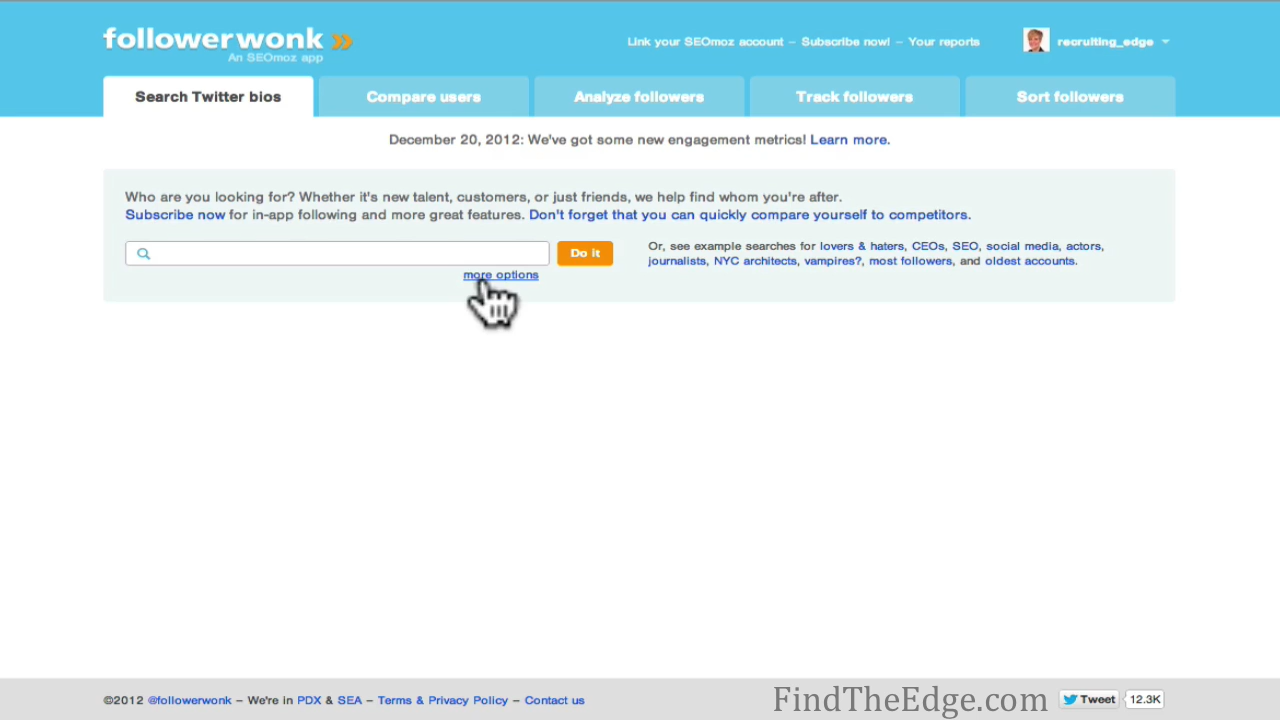 followerwonk
An SEOmoz app
Link your SEOmoz account – Subscribe now! – Your reports
recruiting_edge
Search Twitter bios
Compare users
Analyze followers
Track followers
Sort followers
December 20, 2012: We've got some new engagement metrics! Learn more.
Who are you looking for? Whether it's new talent, customers, or just friends, we help find whom you're after.
Subscribe now for in-app following and more great features. Don't forget that you can quickly compare yourself to competitors.
Do it
Or, see example searches for lovers & haters, CEOs, SEO, social media, actors,
journalists, NYC architects, vampires?, most followers, and oldest accounts.
more options
©2012 @followerwonk – We're in PDX & SEA – Terms & Privacy Policy – Contact us
FindTheEdge.com
Tweet
12.3K